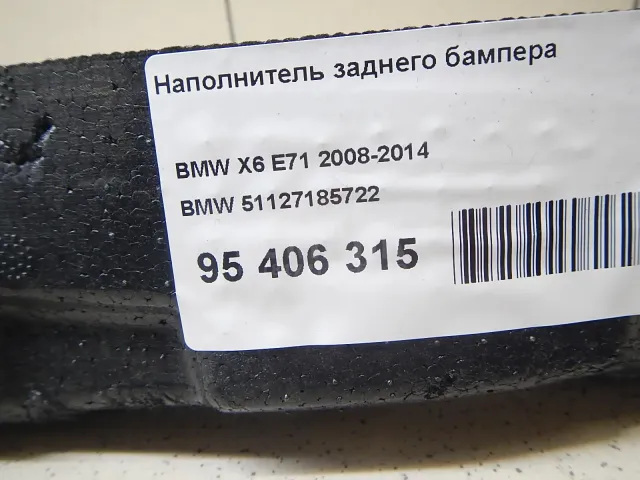 Наполнитель заднего бампера
BMW X6 E71 2008-2014
BMW 51127185722
95 406 315